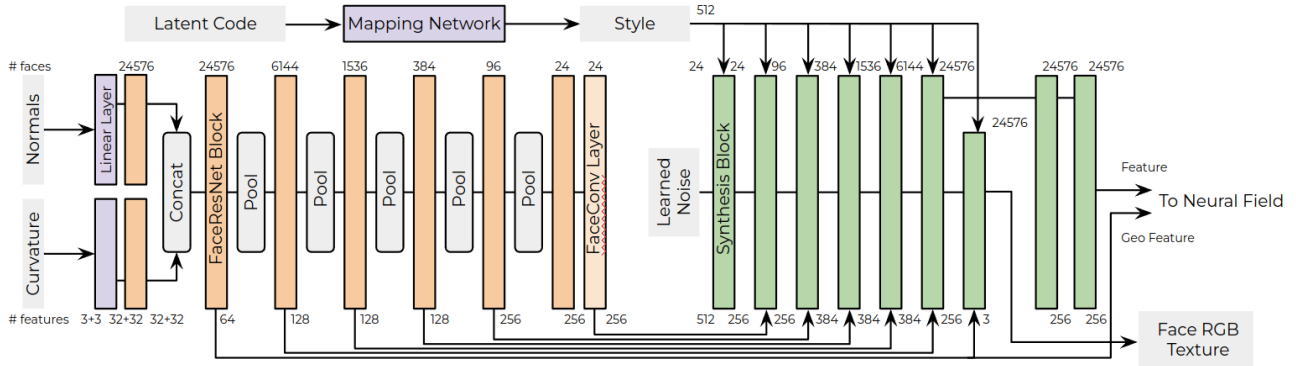 Latent Code
Mapping Network
Style
512
# faces
24576
24576
6144
1536
384
96
24
24
24
24
96
384
1536
6144
24576
24576
24576
24576
Normals
Linear Layer
Curvature
Concat
FaceResNet Block
Pool
Pool
Pool
Pool
Pool
FaceConv Layer
Learned
Noise
Synthesis Block
Feature
To Neural Field
Geo Feature
# features
3+3
32+32
32+32
64
128
128
128
256
256
256
512
256
256
384
384
384
256
3
256
256
Face RGB
Texture